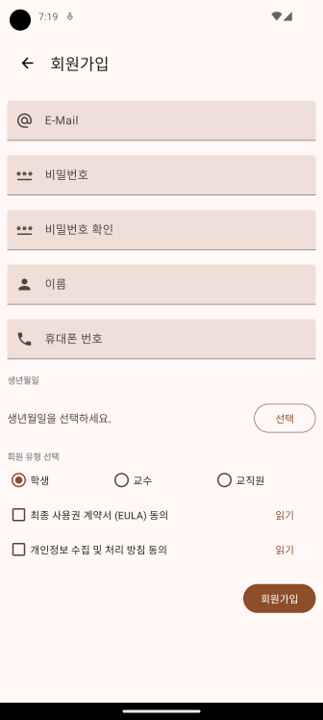 7:19
회원가입
E-Mail
비밀번호
비밀번호 확인
이름
휴대폰 번호
생년월일
생년월일을 선택하세요. 선택
회원 유형 선택
학생 교수 교직원
최종 사용권 계약서 (EULA) 동의 읽기
개인정보 수집 및 처리 방침 동의 읽기
회원가입